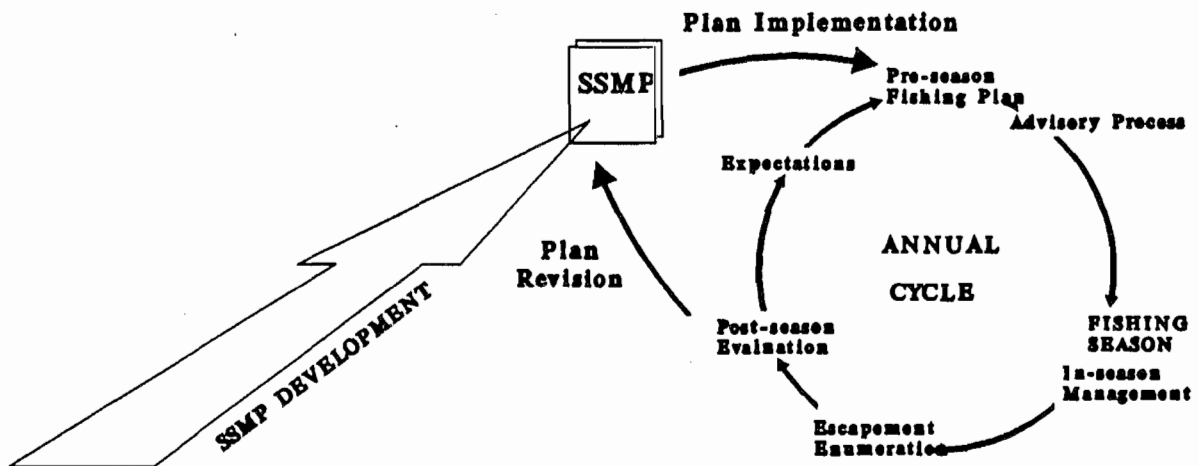 Plan Implementation
SSMP
Pre-season
Fishing Plan
Advisory Process
Expectations
ANNUAL
CYCLE
Plan
Revision
FISHING
SEASON
Post-season
Evaluation
In-season
Management
Escapement
Enumeration
SSMP DEVELOPMENT